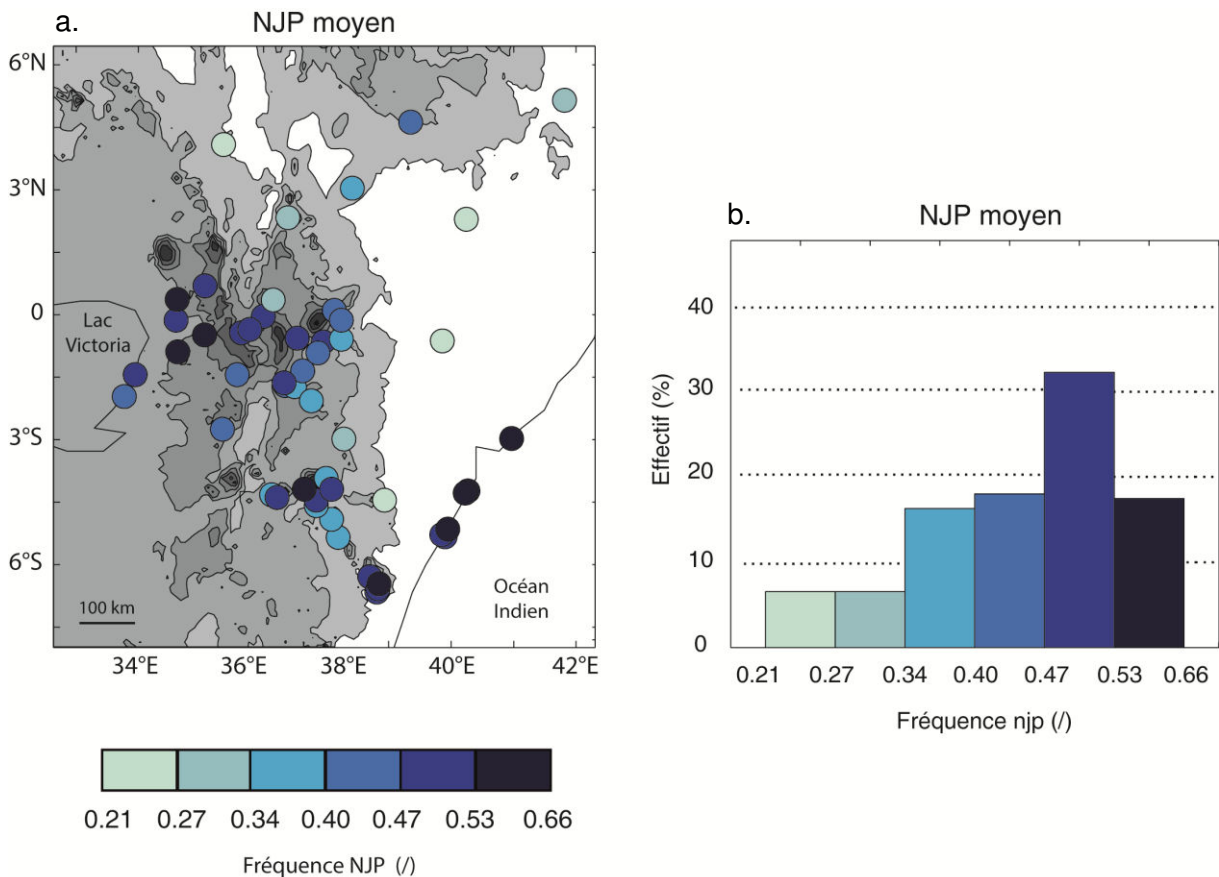 a.
NJP moyen
6°N
3°N
0
3°S
6°S
Lac
Victoria
100 km
Océan
Indien
34°E 36°E 38°E 40°E 42°E
0.21 0.27 0.34 0.40 0.47 0.53 0.66
Fréquence NJP (/)
b.
NJP moyen
Effectif (%)
40
30
20
10
0
0.21 0.27 0.34 0.40 0.47 0.53 0.66
Fréquence njp (/)